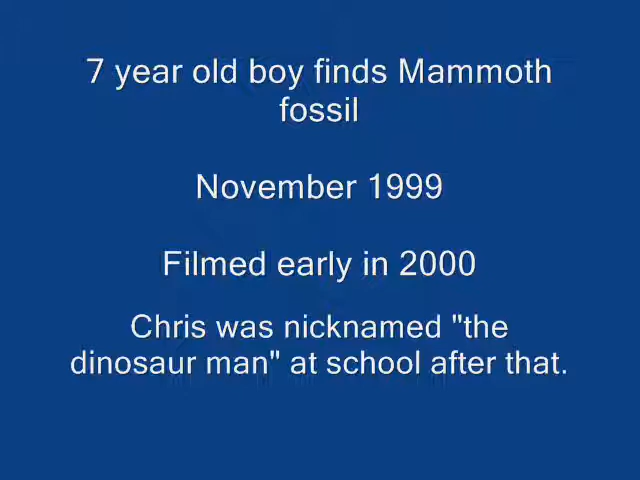 7 year old boy finds Mammoth
fossil
November 1999
Filmed early in 2000
Chris was nicknamed "the
dinosaur man" at school after that.